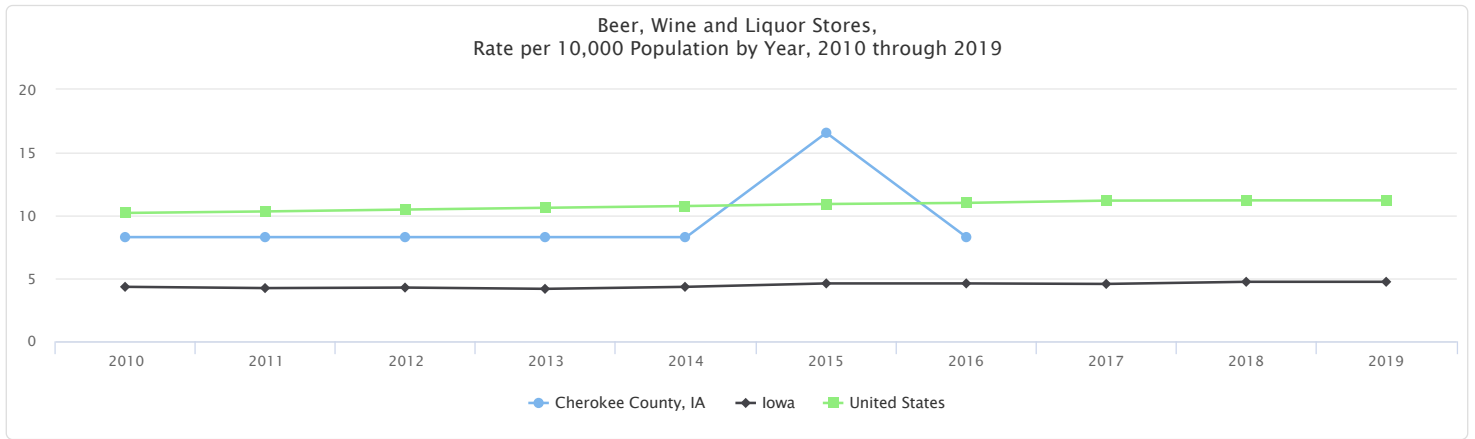 Beer, Wine and Liquor Stores,
Rate per 10,000 Population by Year, 2010 through 2019
20
15
10
5
0
2010 2011 2012 2013 2014 2015 2016 2017 2018 2019
Cherokee County, IA Iowa United States